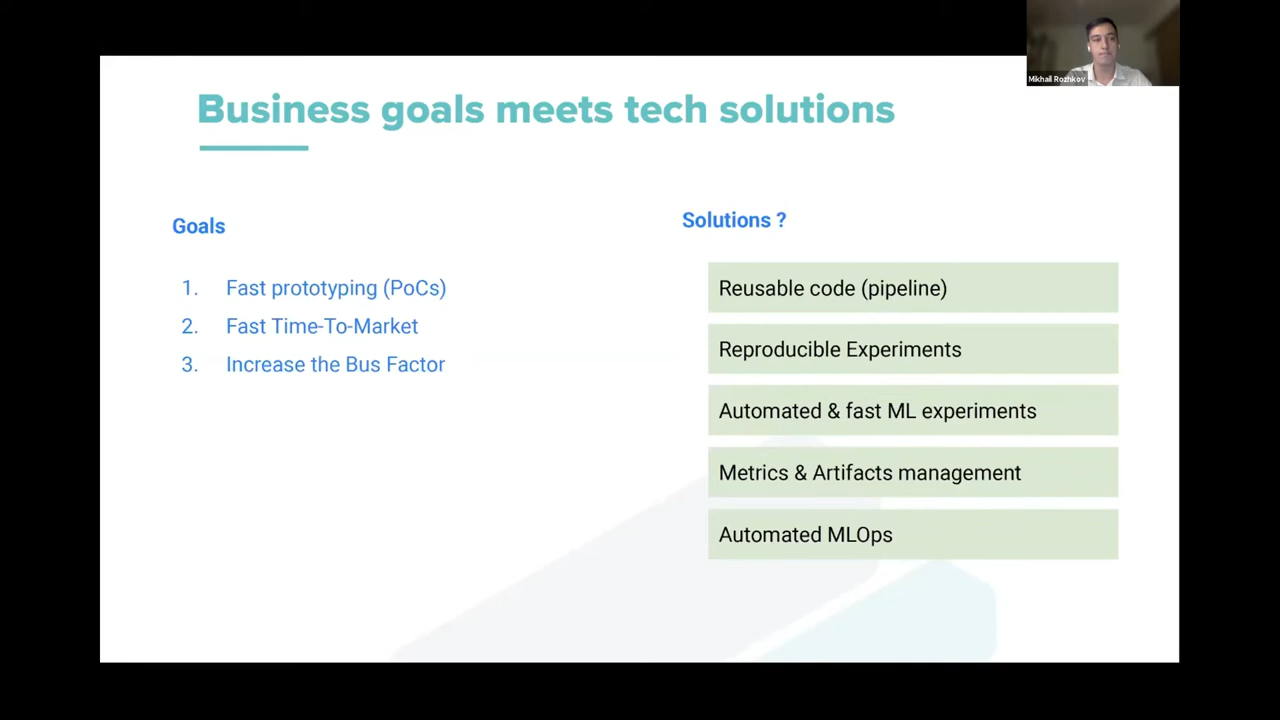 Mikhail Rozhkov
Business goals meets tech solutions
Goals
1. Fast prototyping (PoCs)
2. Fast Time-To-Market
3. Increase the Bus Factor
Solutions ?
Reusable code (pipeline)
Reproducible Experiments
Automated & fast ML experiments
Metrics & Artifacts management
Automated MLOps